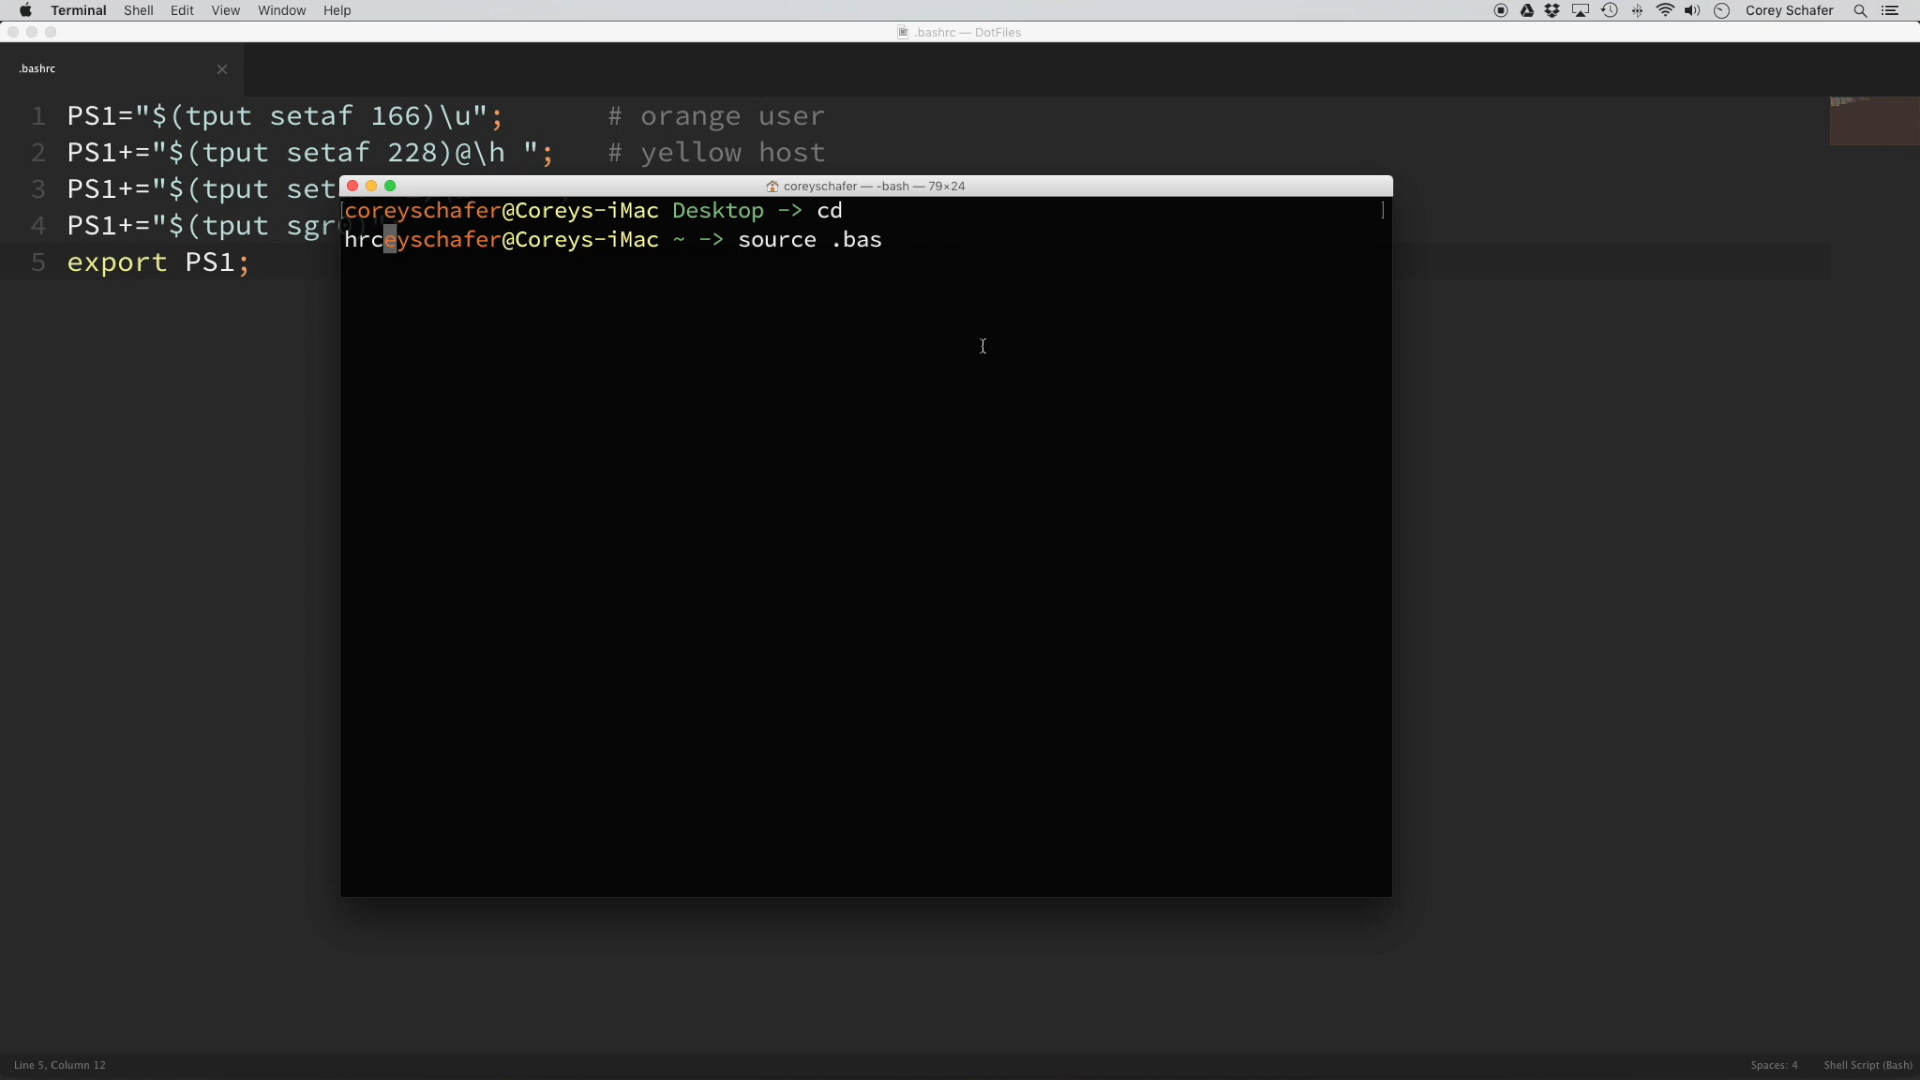 Terminal Shell Edit View Window Help Corey Schafer
.bashrc — DotFiles
.bashrc
1 PS1="$(tput setaf 166)\u"; # orange user
2 PS1+="$(tput setaf 228)@\h "; # yellow host
3 PS1+="$(tput set
4 PS1+="$(tput sgr0)"
5 export PS1;
coreyschafer — -bash — 79×24
coreyschafer@Coreys-iMac Desktop -> cd
hrceyschafer@Coreys-iMac ~ -> source .bas
Line 5, Column 12
Spaces: 4 Shell Script (Bash)